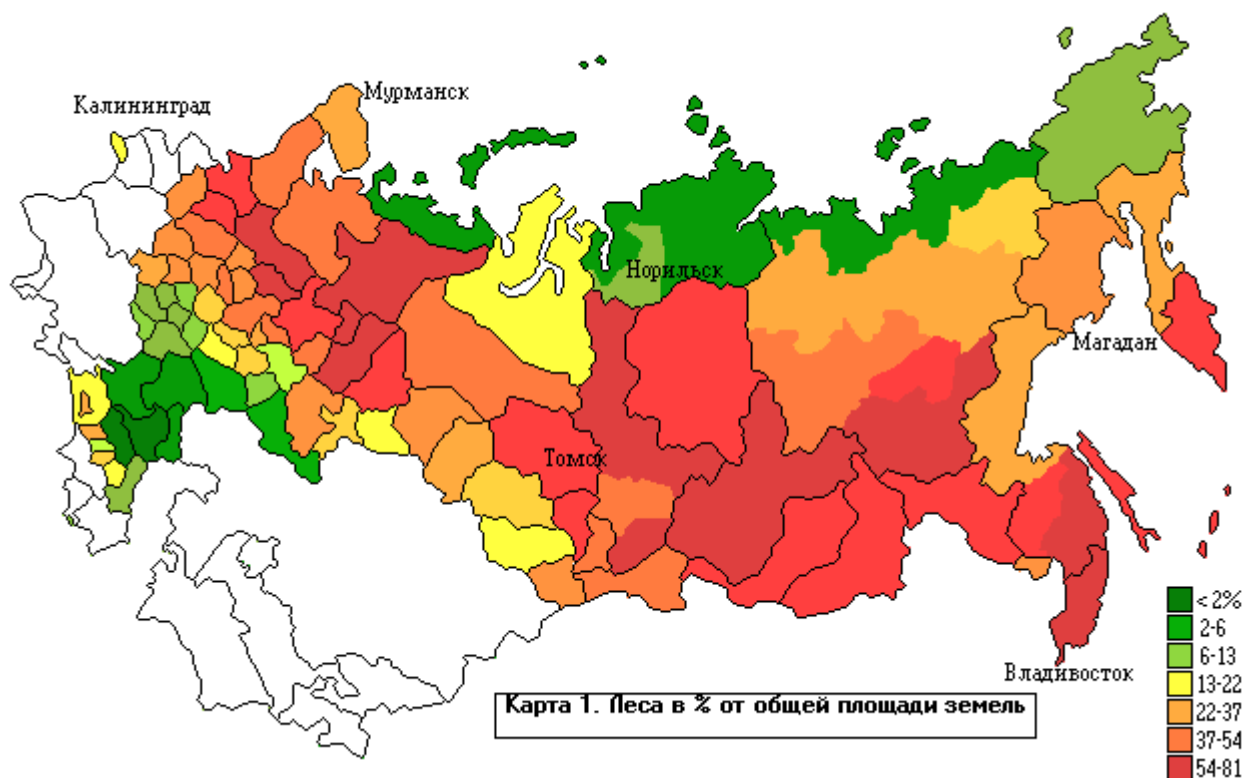 Мурманск
Калининград
Норильск
Магадан
Томск
< 2%
2-6
6-13
13-22
22-37
37-54
54-81
Владивосток
Карта 1. Леса в % от общей площади земель